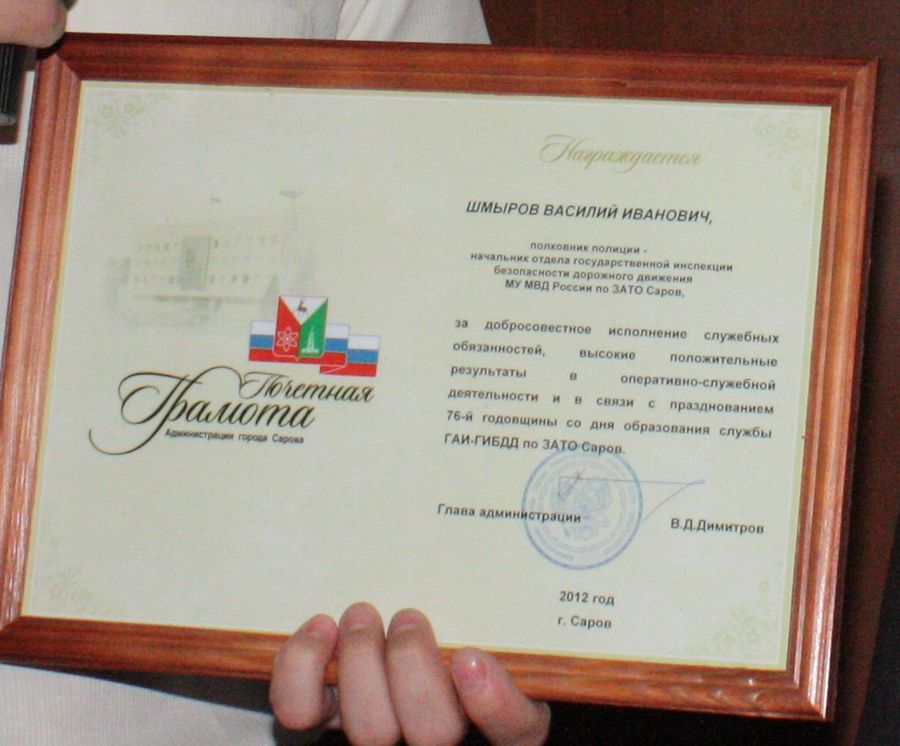 Почетная
Грамота
Администрации города Сарова
Награждается
ШМЫРОВ ВАСИЛИЙ ИВАНОВИЧ,
полковник полиции -
начальник отдела государственной инспекции
безопасности дорожного движения
МУ МВД России по ЗАТО Саров,
за добросовестное исполнение служебных
обязанностей, высокие положительные
результаты в оперативно-служебной
деятельности и в связи с празднованием
76-й годовщины со дня образования службы
ГАИ-ГИБДД по ЗАТО Саров.
Глава администрации В.Д.Димитров
2012 год
г. Саров